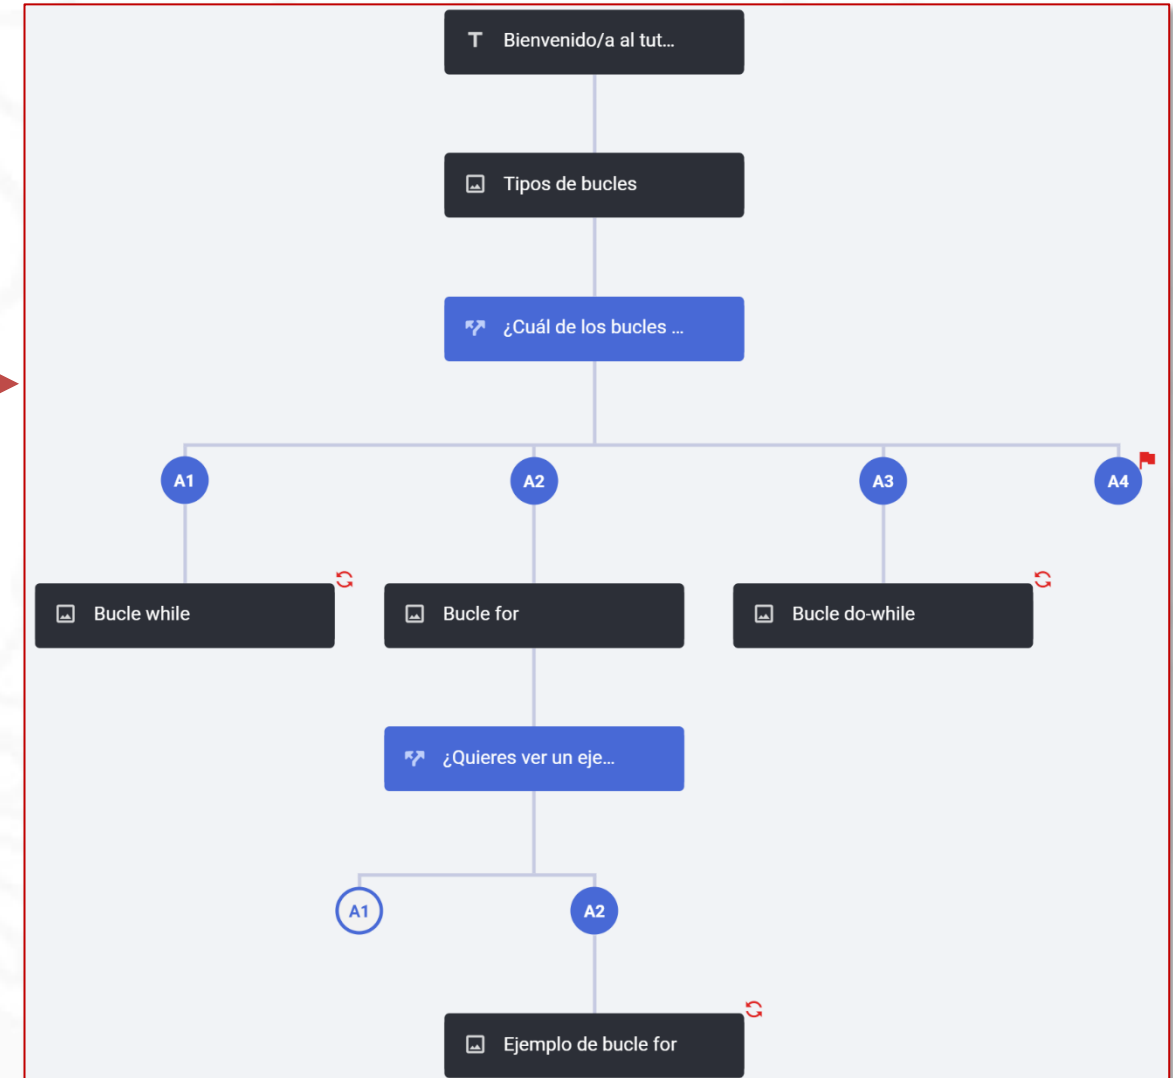 Bienvenido/a al tut...
Tipos de bucles
¿Cuál de los bucles ...
A1
A2
A3
A4
Bucle while
Bucle for
Bucle do-while
¿Quieres ver un eje...
A1
A2
Ejemplo de bucle for